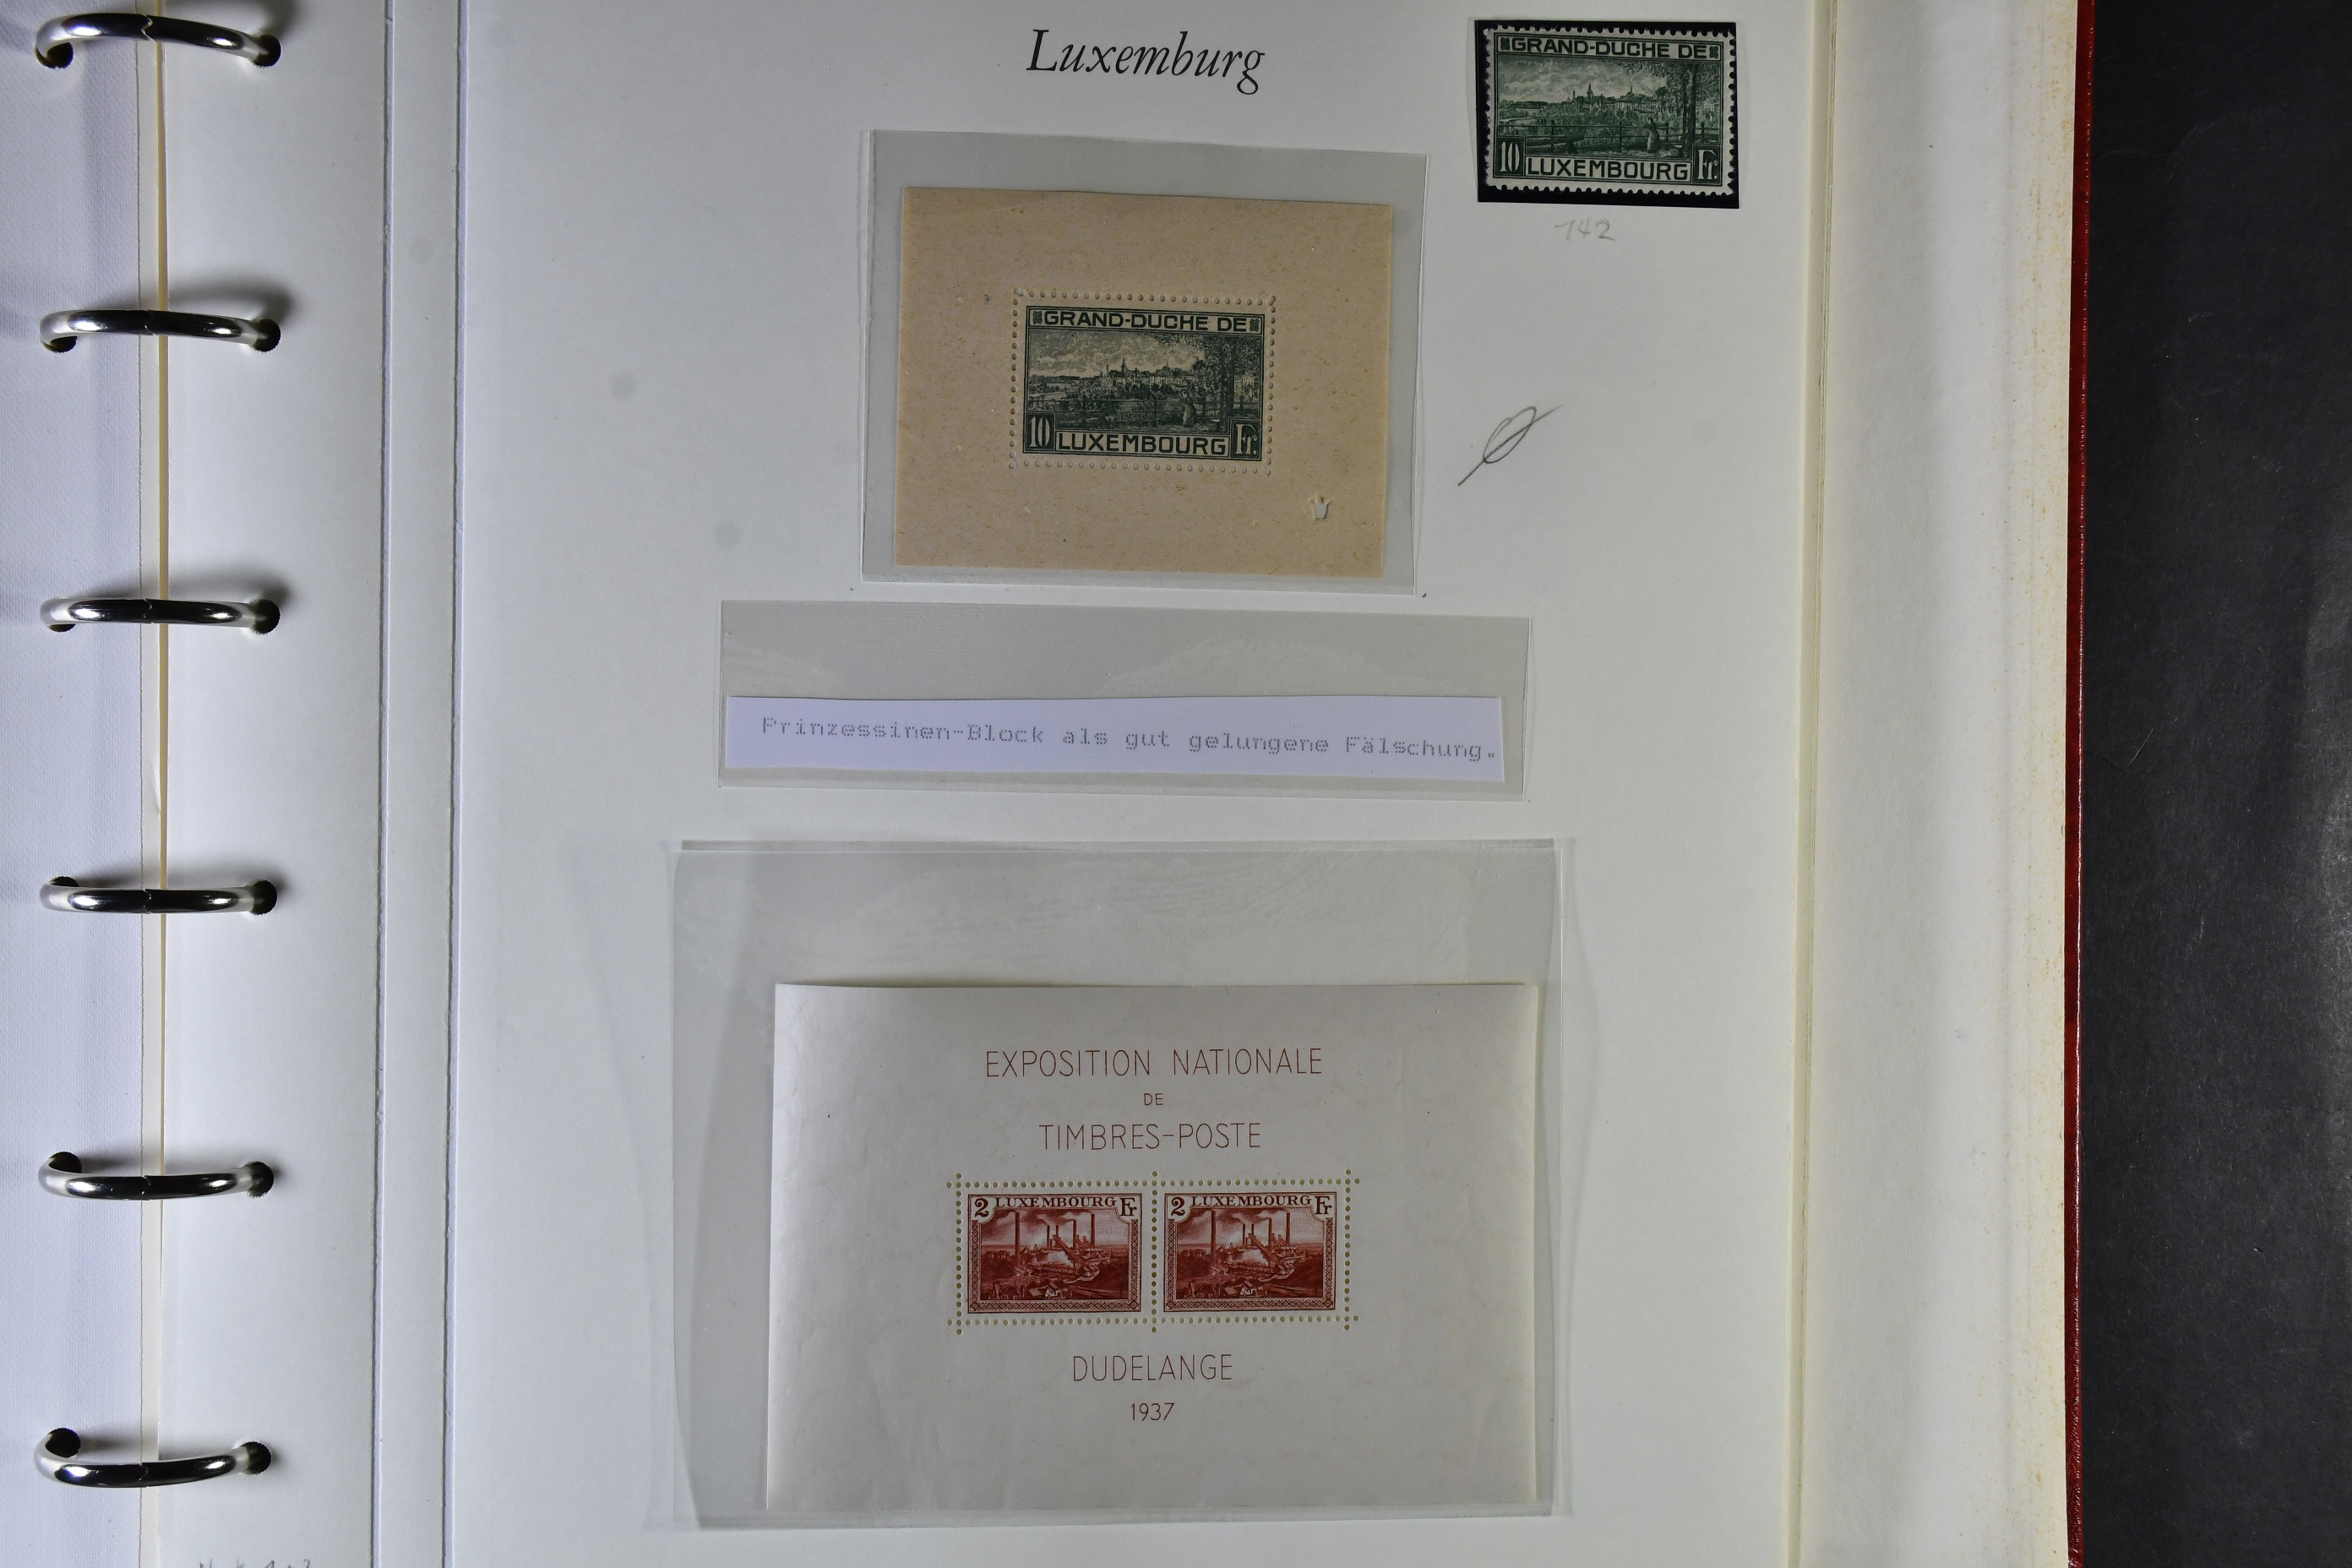 Luxemburg
GRAND-DUCHE DE
10 LUXEMBOURG Fr.
142
GRAND-DUCHE DE
10 LUXEMBOURG Fr.
Prinzessinen-Block als gut gelungene Fälschung.
EXPOSITION NATIONALE
DE
TIMBRES-POSTE
2 LUXEMBOURG Fr
2 LUXEMBOURG Fr
DUDELANGE
1937